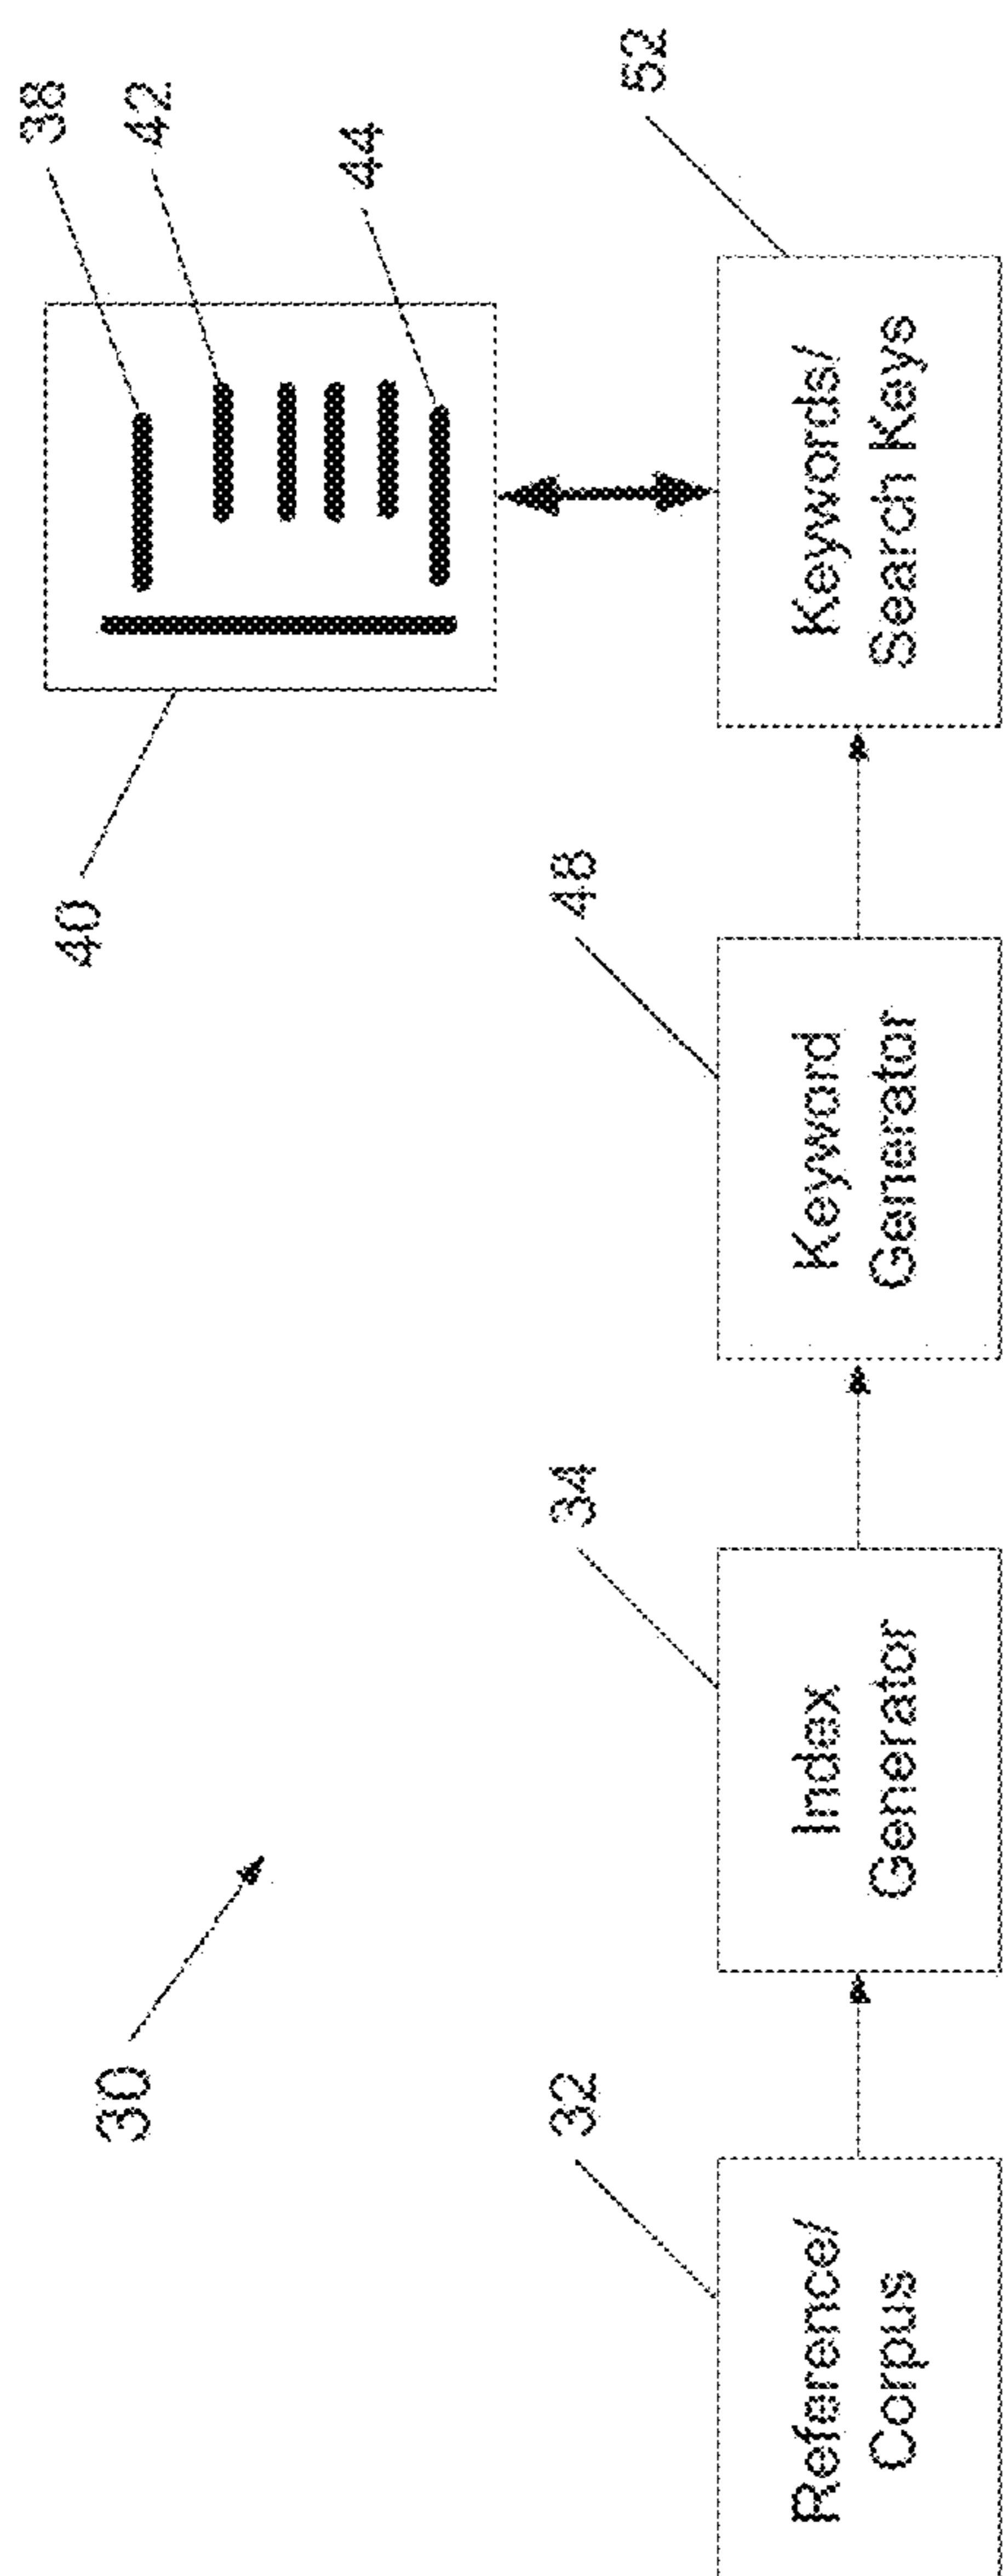 30
40
38
42
44
32
Reference/
Corpus
34
Index
Generator
48
Keyword
Generator
52
Keywords/
Search Keys